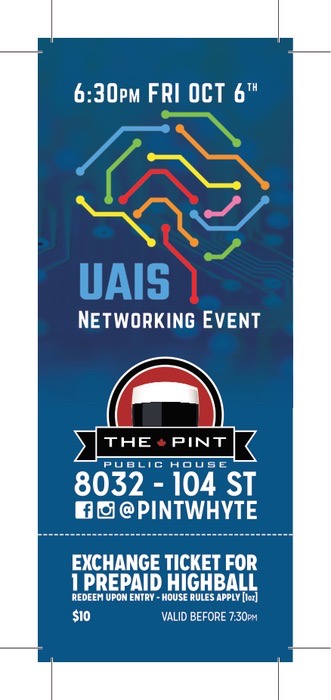 6:30PM FRI OCT 6TH
UAIS
NETWORKING EVENT
THE PINT
PUBLIC HOUSE
8032 - 104 ST
@PINTWHYTE
EXCHANGE TICKET FOR
1 PREPAID HIGHBALL
REDEEM UPON ENTRY - HOUSE RULES APPLY [1oz]
$10 VALID BEFORE 7:30PM